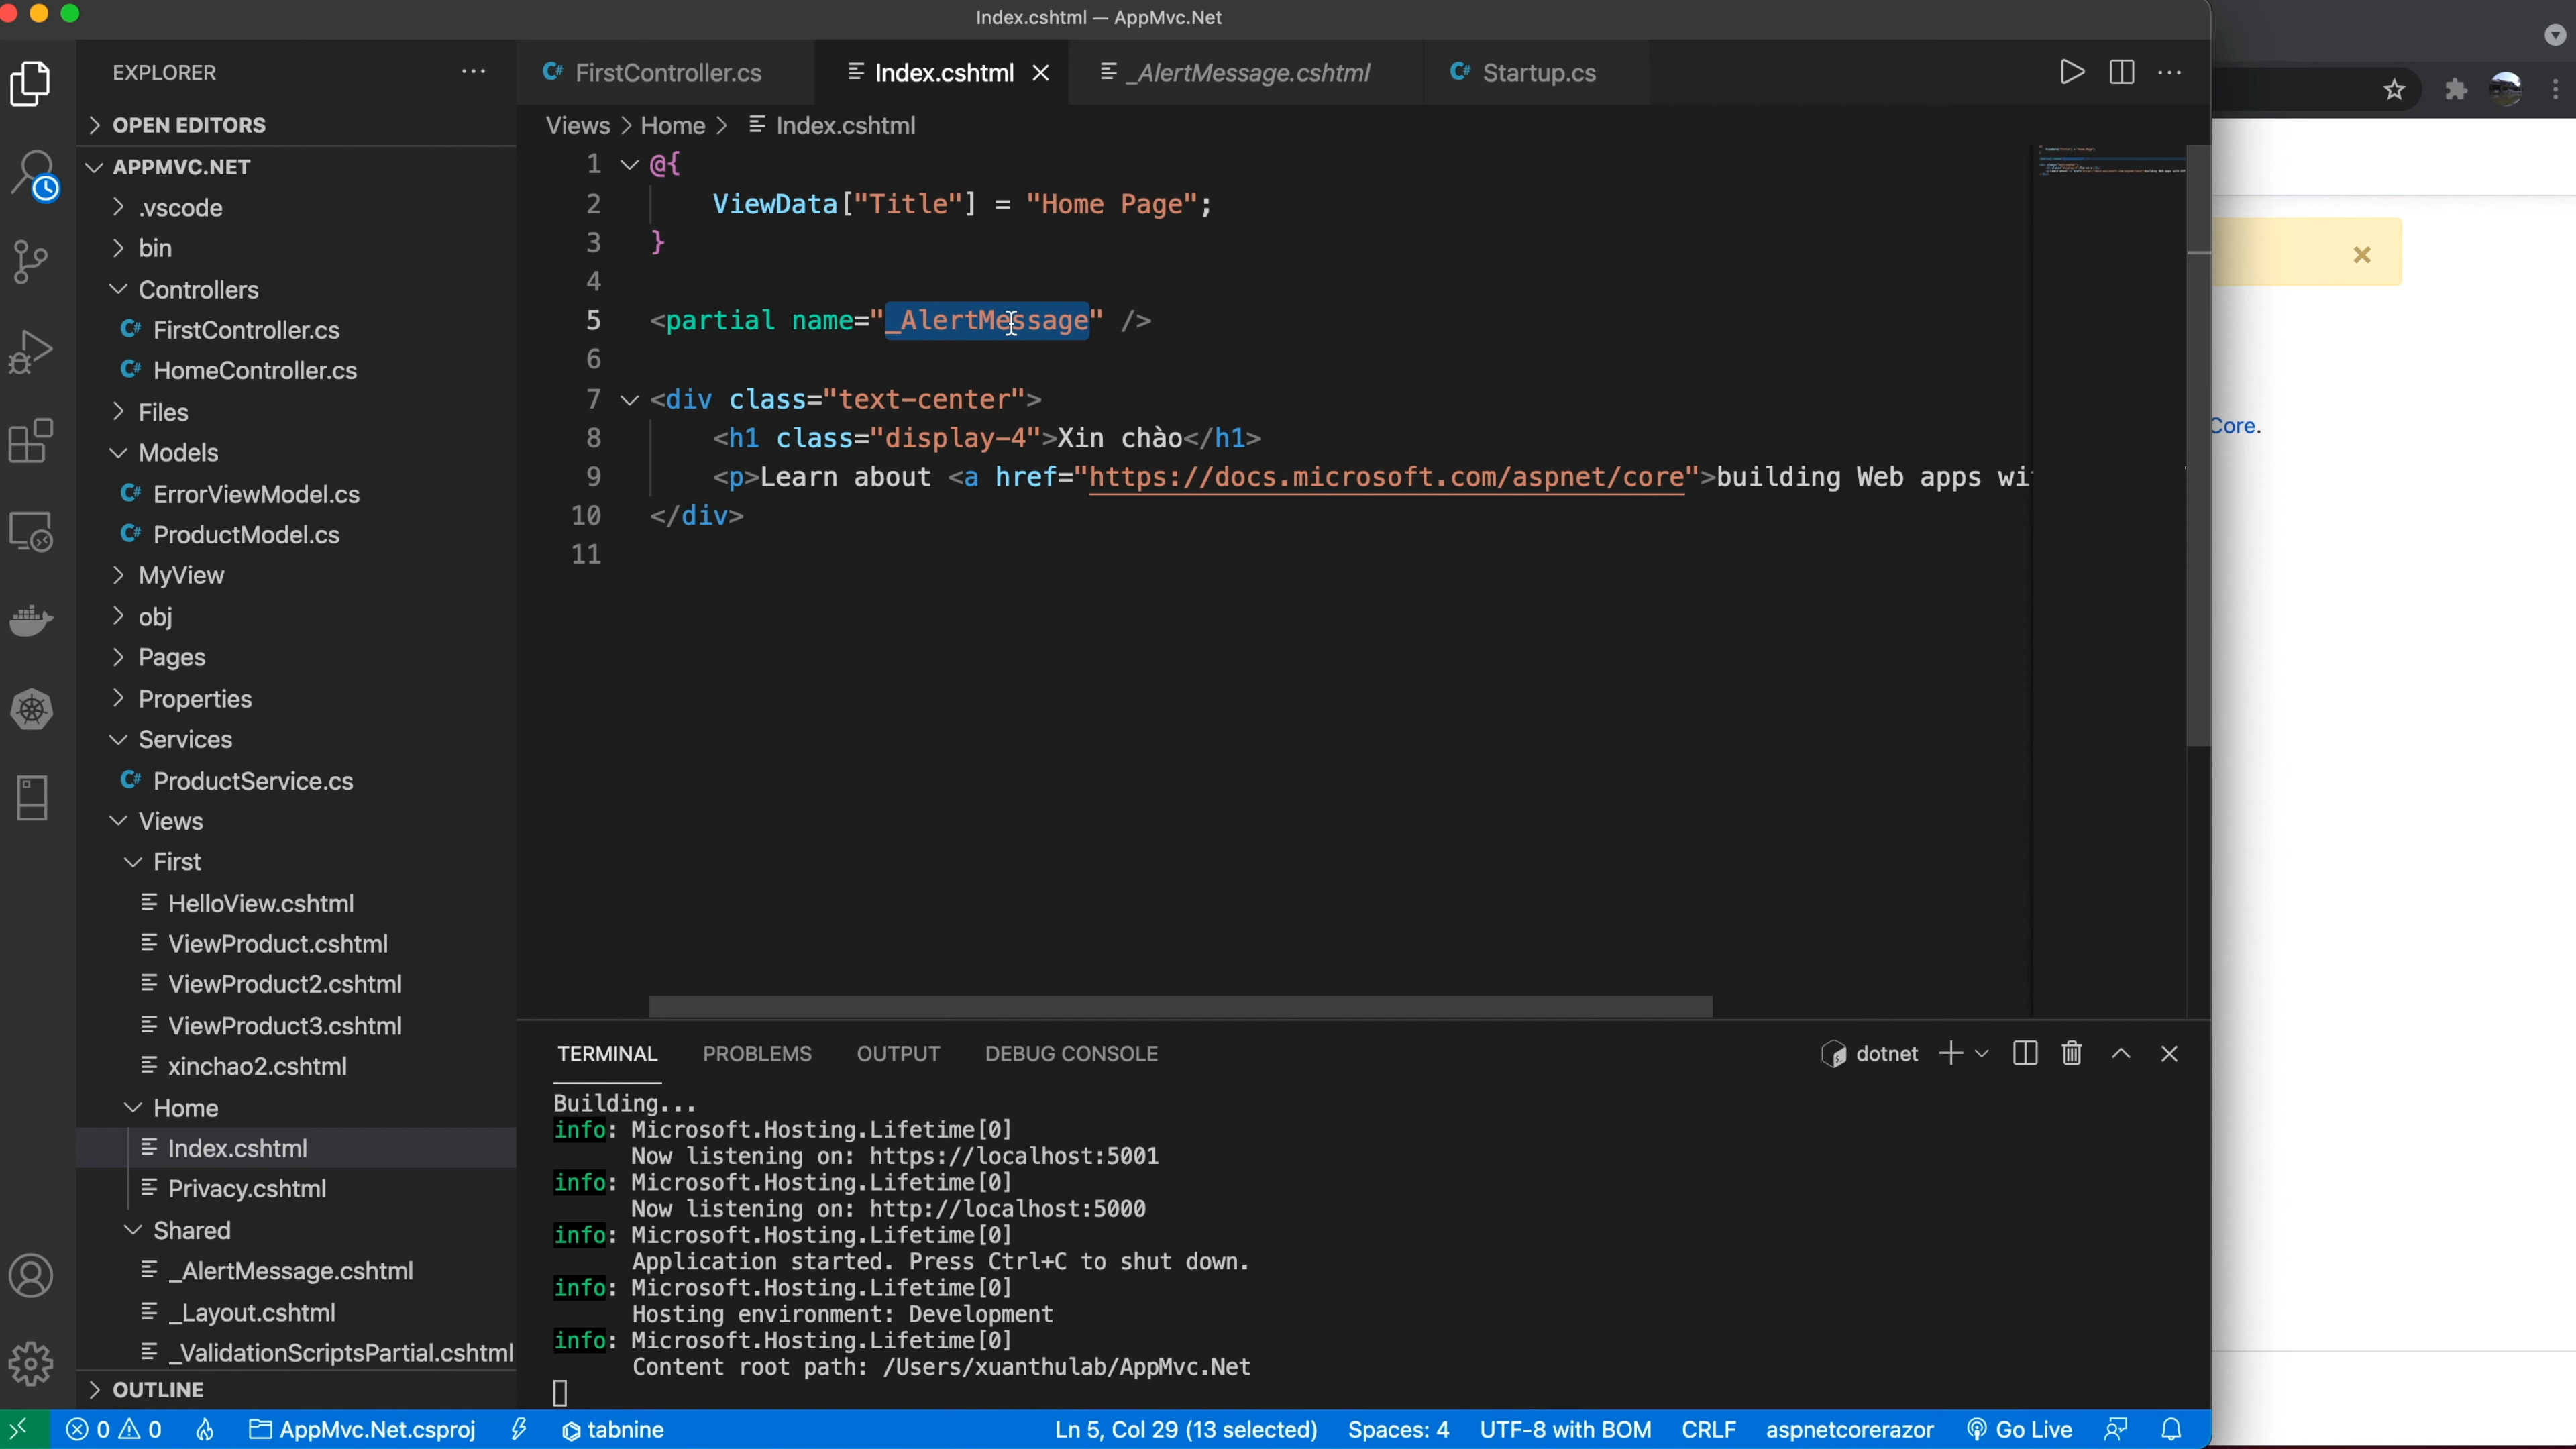 Index.cshtml — AppMvc.Net
EXPLORER
OPEN EDITORS
APPMVC.NET
.vscode
bin
Controllers
FirstController.cs
HomeController.cs
Files
Models
ErrorViewModel.cs
ProductModel.cs
MyView
obj
Pages
Properties
Services
ProductService.cs
Views
First
HelloView.cshtml
ViewProduct.cshtml
ViewProduct2.cshtml
ViewProduct3.cshtml
xinchao2.cshtml
Home
Index.cshtml
Privacy.cshtml
Shared
_AlertMessage.cshtml
_Layout.cshtml
_ValidationScriptsPartial.cshtml
OUTLINE
FirstController.cs
Index.cshtml
_AlertMessage.cshtml
Startup.cs
Views > Home > Index.cshtml
1 @{
2 ViewData["Title"] = "Home Page";
3 }
4
5 <partial name="_AlertMessage" />
6
7 <div class="text-center">
8 <h1 class="display-4">Xin chào</h1>
9 <p>Learn about <a href="https://docs.microsoft.com/aspnet/core">building Web apps wi
10 </div>
11
Core.
TERMINAL PROBLEMS OUTPUT DEBUG CONSOLE
dotnet
Building...
info: Microsoft.Hosting.Lifetime[0]
Now listening on: https://localhost:5001
info: Microsoft.Hosting.Lifetime[0]
Now listening on: http://localhost:5000
info: Microsoft.Hosting.Lifetime[0]
Application started. Press Ctrl+C to shut down.
info: Microsoft.Hosting.Lifetime[0]
Hosting environment: Development
info: Microsoft.Hosting.Lifetime[0]
Content root path: /Users/xuanthulab/AppMvc.Net
0 0 AppMvc.Net.csproj tabnine Ln 5, Col 29 (13 selected) Spaces: 4 UTF-8 with BOM CRLF aspnetcorerazor Go Live